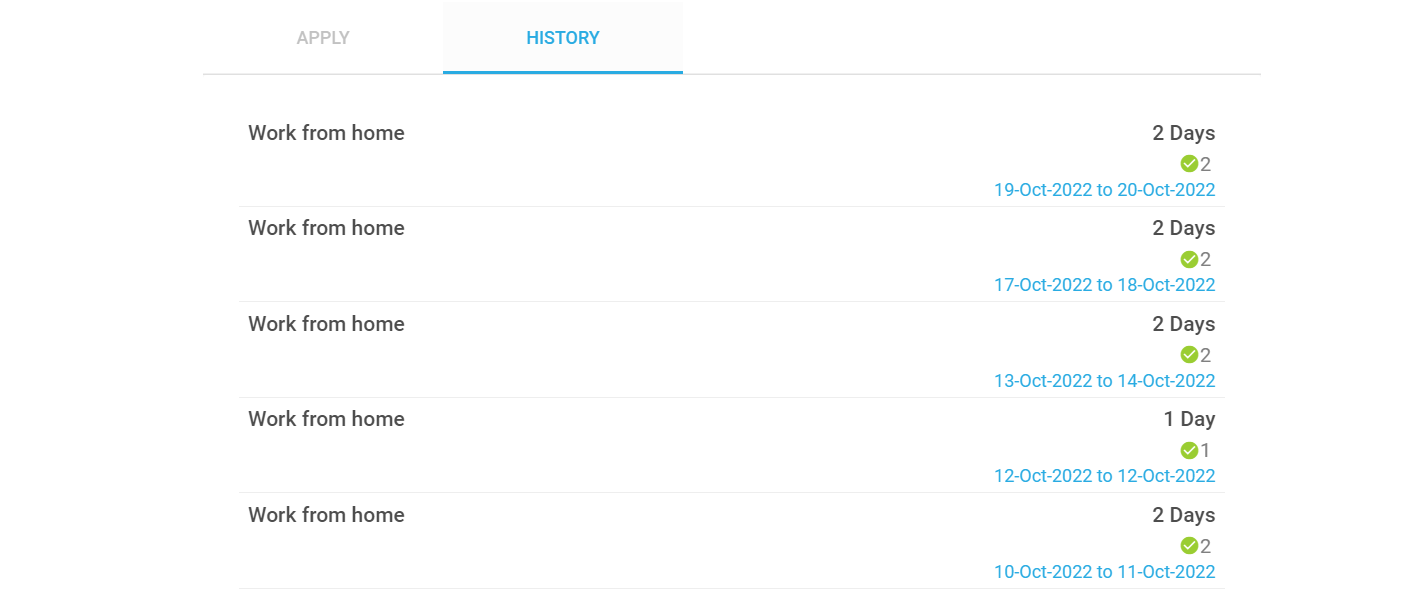 APPLY
HISTORY
Work from home
2 Days
2
19-Oct-2022 to 20-Oct-2022
Work from home
2 Days
2
17-Oct-2022 to 18-Oct-2022
Work from home
2 Days
2
13-Oct-2022 to 14-Oct-2022
Work from home
1 Day
1
12-Oct-2022 to 12-Oct-2022
Work from home
2 Days
2
10-Oct-2022 to 11-Oct-2022